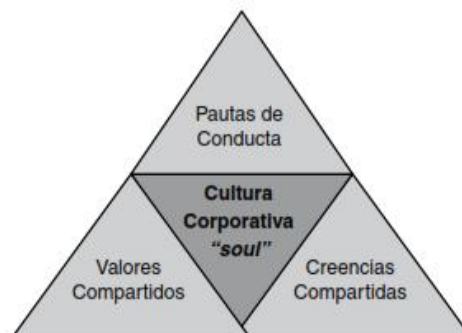 Pautas de
Conducta
Cultura
Corporativa
“soul”
Valores
Compartidos
Creencias
Compartidas